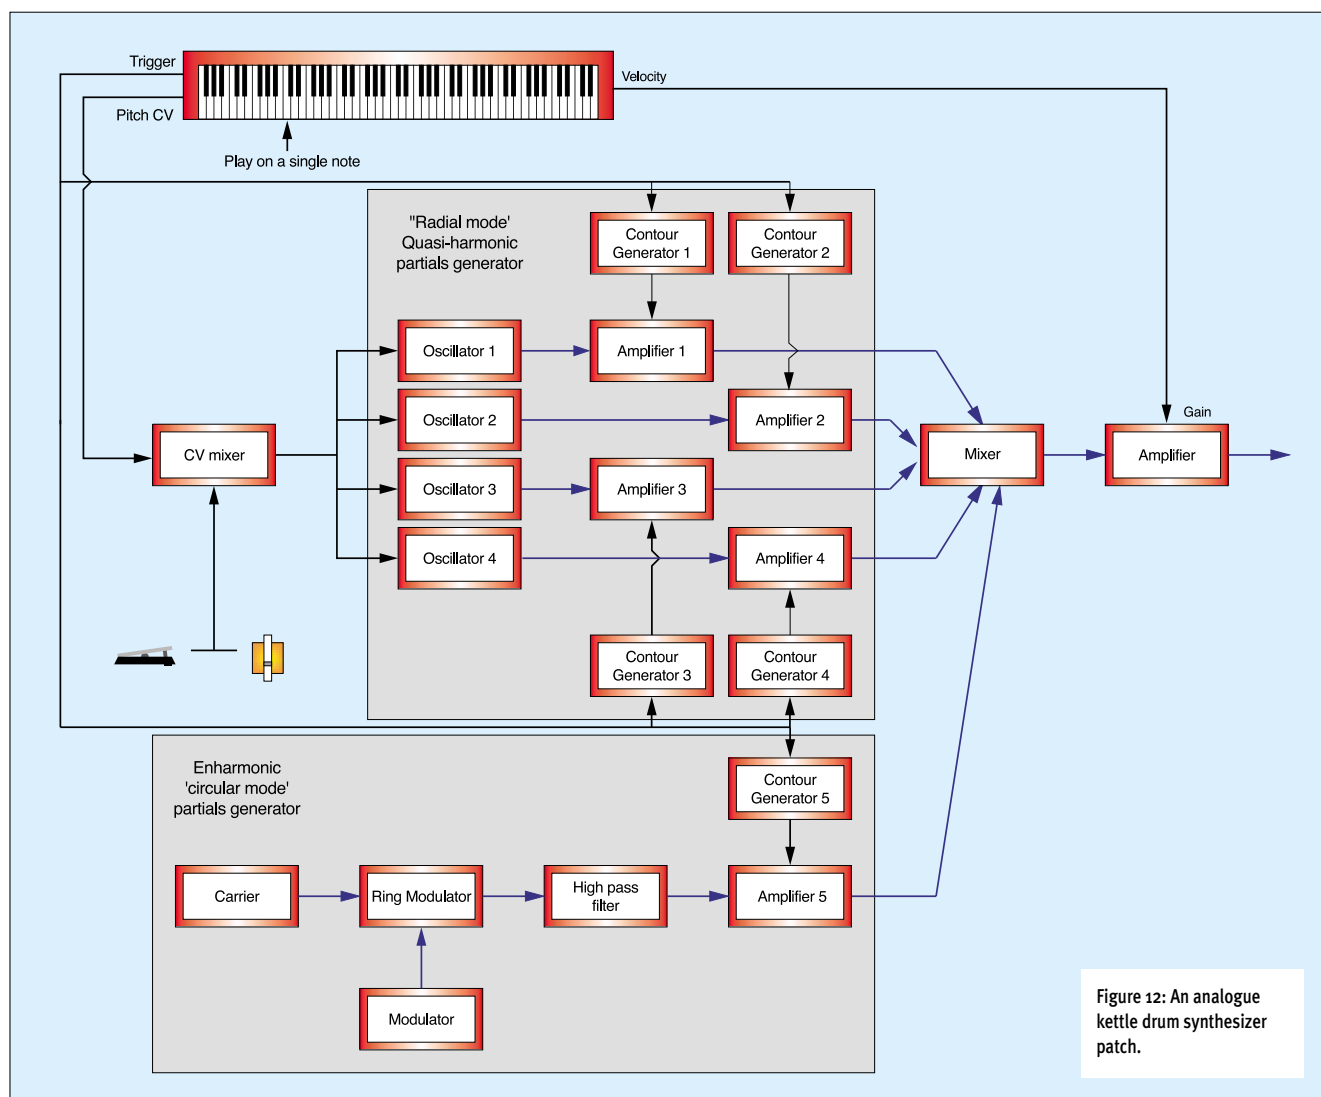 Trigger
Velocity
Pitch CV
Play on a single note
"Radial mode'
Quasi-harmonic
partials generator
Contour
Generator 1
Contour
Generator 2
Oscillator 1
Amplifier 1
Oscillator 2
Amplifier 2
Gain
CV mixer
Mixer
Amplifier
Oscillator 3
Amplifier 3
Oscillator 4
Amplifier 4
Contour
Generator 3
Contour
Generator 4
Enharmonic
'circular mode'
partials generator
Contour
Generator 5
Carrier
Ring Modulator
High pass
filter
Amplifier 5
Modulator
Figure 12: An analogue
kettle drum synthesizer
patch.